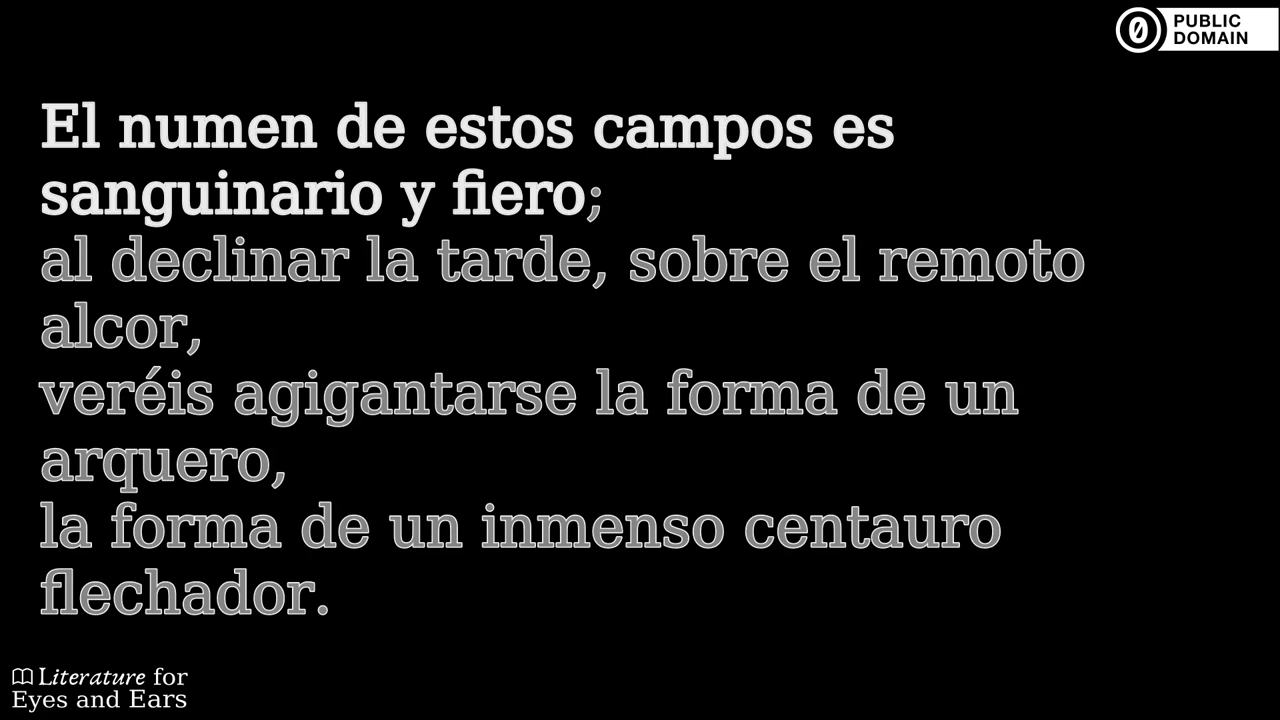 PUBLIC
DOMAIN
El numen de estos campos es
sanguinario y fiero;
al declinar la tarde, sobre el remoto
alcor,
veréis agigantarse la forma de un
arquero,
la forma de un inmenso centauro
flechador.
Literature for
Eyes and Ears